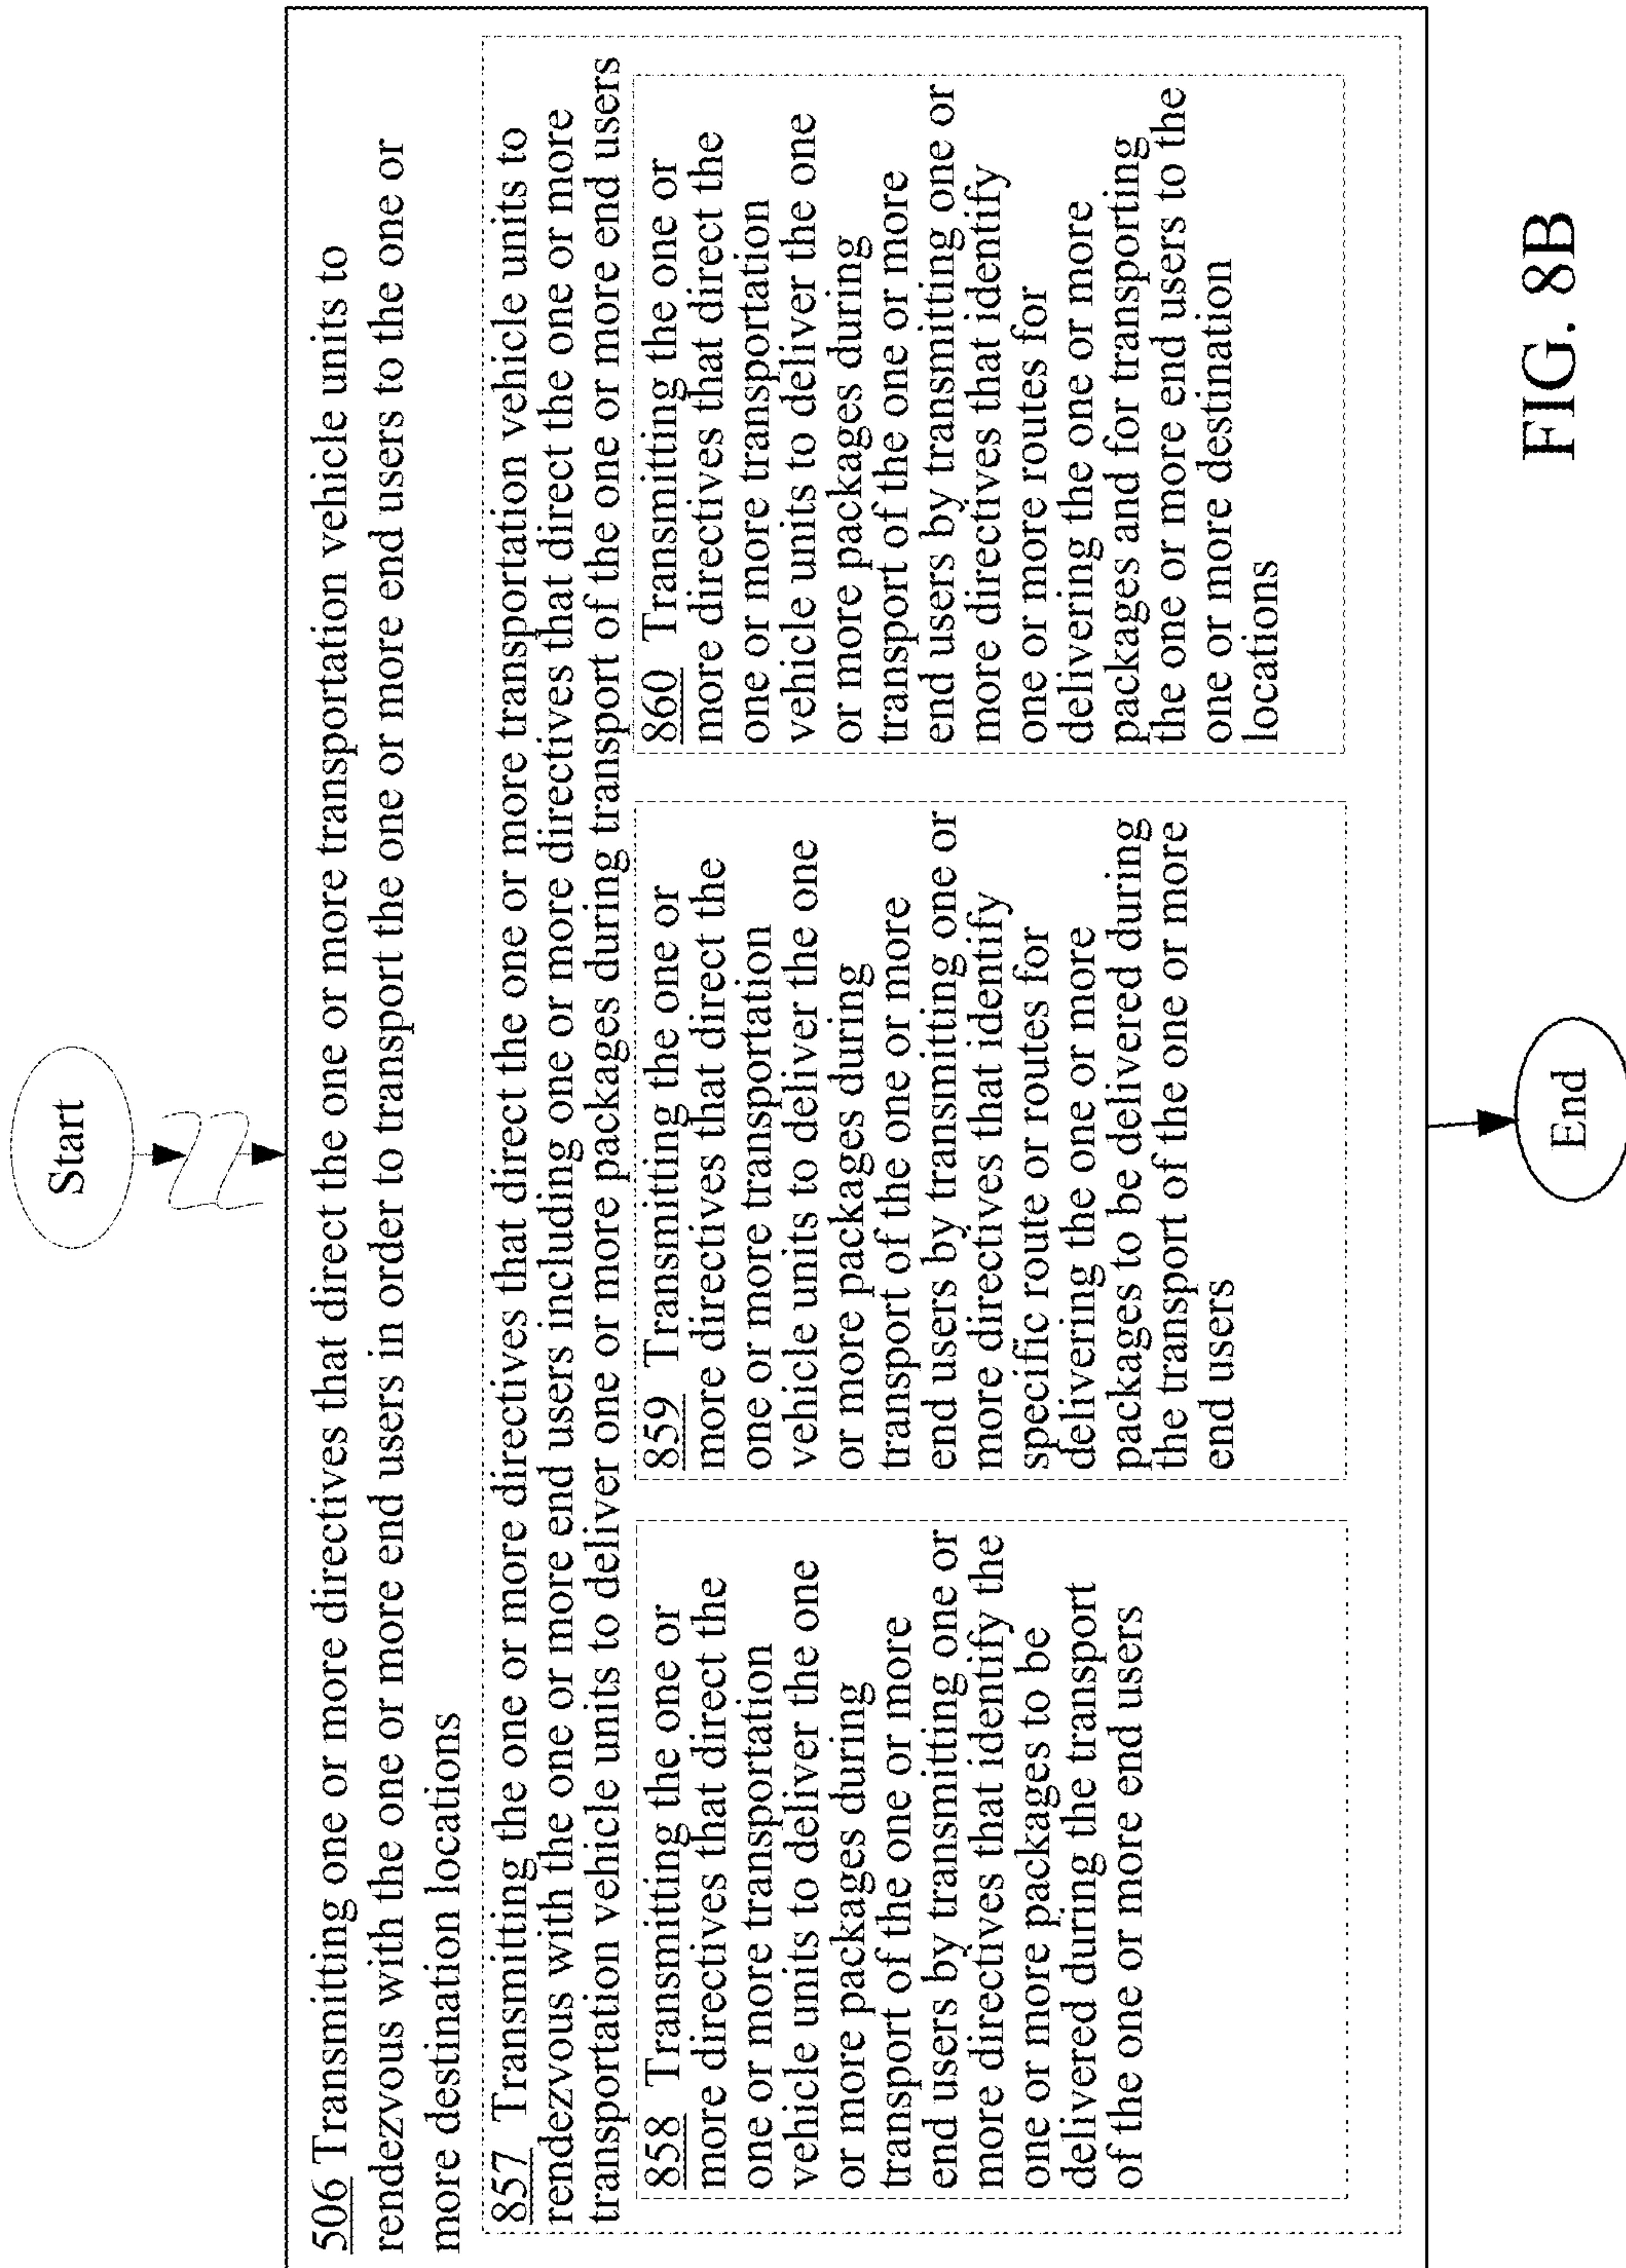 Start
506 Transmitting one or more directives that direct the one or more transportation vehicle units to
rendezvous with the one or more end users in order to transport the one or more end users to the one or
more destination locations
857 Transmitting the one or more directives that direct the one or more transportation vehicle units to
rendezvous with the one or more end users including one or more directives that direct the one or more
transportation vehicle units to deliver one or more packages during transport of the one or more end users
858 Transmitting the one or
more directives that direct the
one or more transportation
vehicle units to deliver the one
or more packages during
transport of the one or more
end users by transmitting one or
more directives that identify the
one or more packages to be
delivered during the transport
of the one or more end users
859 Transmitting the one or
more directives that direct the
one or more transportation
vehicle units to deliver the one
or more packages during
transport of the one or more
end users by transmitting one or
more directives that identify
specific route or routes for
delivering the one or more
packages to be delivered during
the transport of the one or more
end users
860 Transmitting the one or
more directives that direct the
one or more transportation
vehicle units to deliver the one
or more packages during
transport of the one or more
end users by transmitting one or
more directives that identify
one or more routes for
delivering the one or more
packages and for transporting
the one or more end users to the
one or more destination
locations
End
FIG. 8B